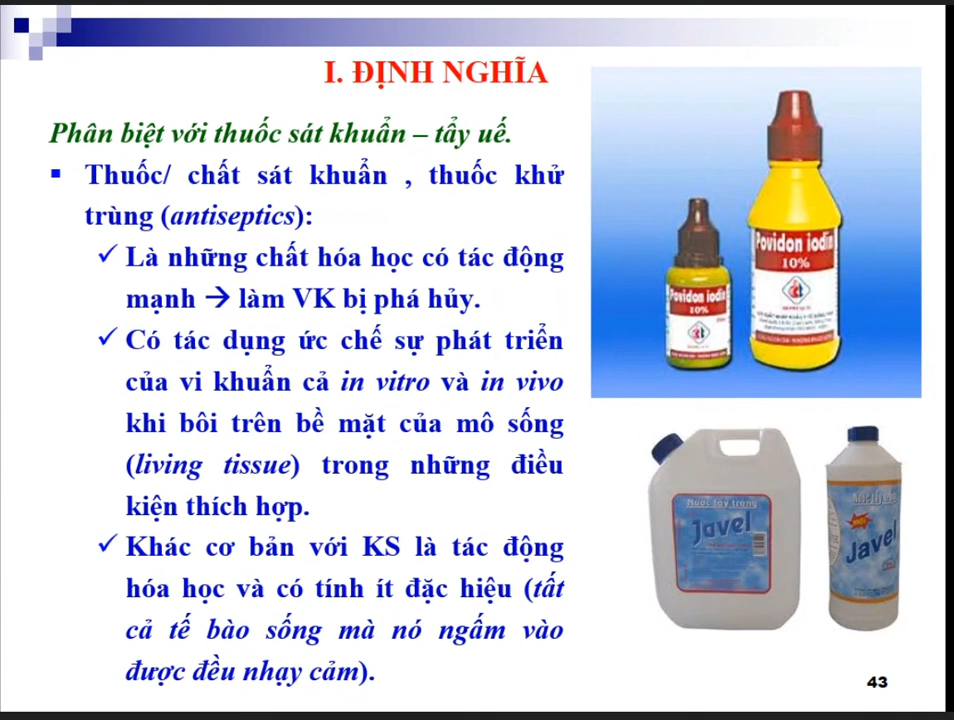 I. ĐỊNH NGHĨA
Phân biệt với thuốc sát khuẩn – tẩy uế.
▪ Thuốc/ chất sát khuẩn , thuốc khử
trùng (antiseptics):
✓ Là những chất hóa học có tác động
mạnh → làm VK bị phá hủy.
✓ Có tác dụng ức chế sự phát triển
của vi khuẩn cả in vitro và in vivo
khi bôi trên bề mặt của mô sống
(living tissue) trong những điều
kiện thích hợp.
✓ Khác cơ bản với KS là tác động
hóa học và có tính ít đặc hiệu (tất
cả tế bào sống mà nó ngấm vào
được đều nhạy cảm).
Povidon iodin
10%
Povidon iodin
10%
Nước tẩy trắng
Javel
Javel
43